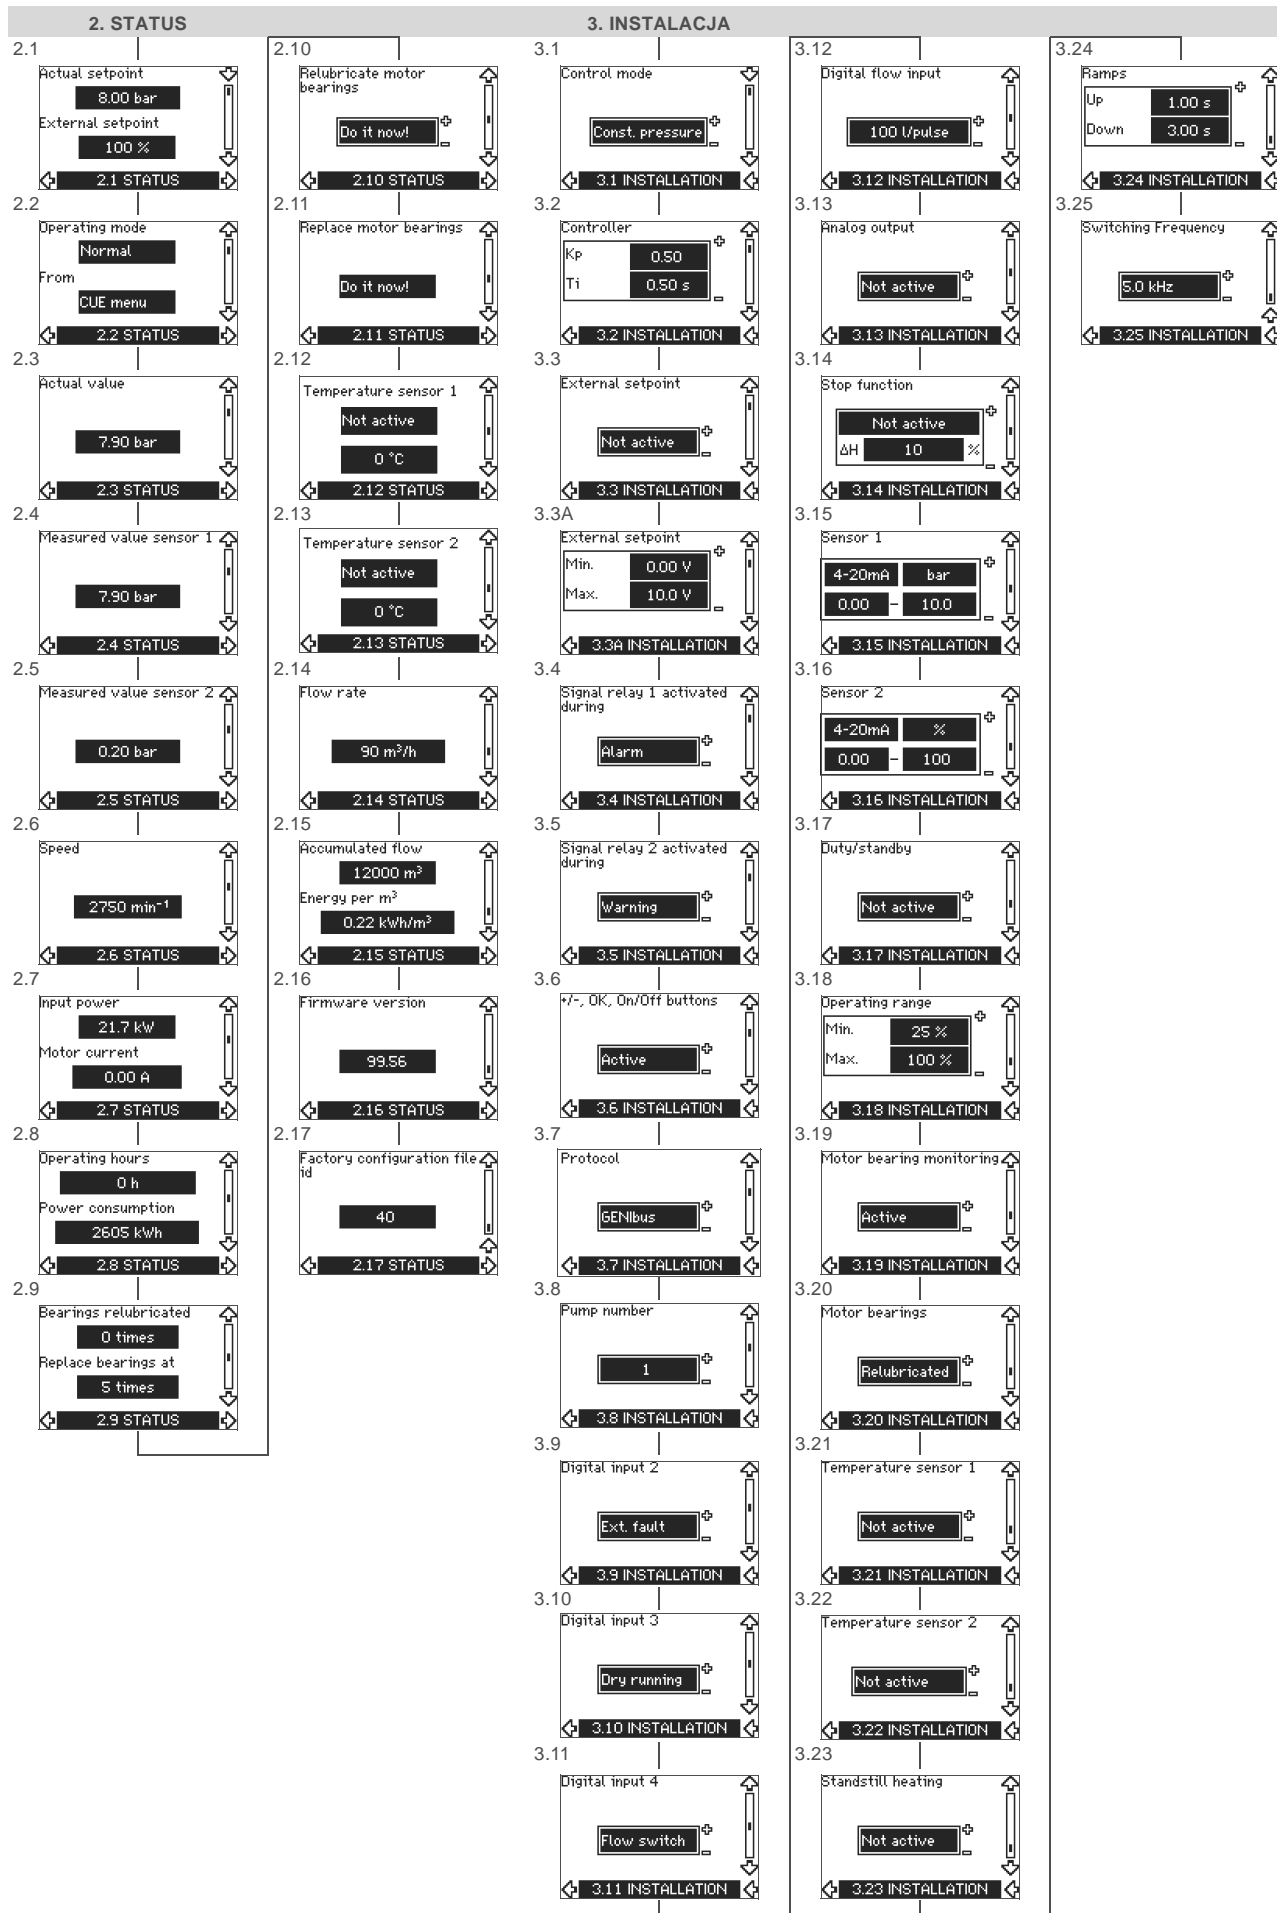 2. STATUS
3. INSTALACJA
2.1
Actual setpoint
8.00 bar
External setpoint
100 %
2.1 STATUS
2.2
Operating mode
Normal
From
CUE menu
2.2 STATUS
2.3
Actual value
7.90 bar
2.3 STATUS
2.4
Measured value sensor 1
7.90 bar
2.4 STATUS
2.5
Measured value sensor 2
0.20 bar
2.5 STATUS
2.6
Speed
2750 min⁻¹
2.6 STATUS
2.7
Input power
21.7 kW
Motor current
0.00 A
2.7 STATUS
2.8
Operating hours
0 h
Power consumption
2605 kWh
2.8 STATUS
2.9
Bearings relubricated
0 times
Replace bearings at
5 times
2.9 STATUS
2.10
Relubricate motor
bearings
Do it now!
2.10 STATUS
2.11
Replace motor bearings
Do it now!
2.11 STATUS
2.12
Temperature sensor 1
Not active
0 °C
2.12 STATUS
2.13
Temperature sensor 2
Not active
0 °C
2.13 STATUS
2.14
Flow rate
90 m³/h
2.14 STATUS
2.15
Accumulated flow
12000 m³
Energy per m³
0.22 kWh/m³
2.15 STATUS
2.16
Firmware version
99.56
2.16 STATUS
2.17
Factory configuration file
id
40
2.17 STATUS
3.1
Control mode
Const. pressure
3.1 INSTALLATION
3.2
Controller
Kp 0.50
Ti 0.50 s
3.2 INSTALLATION
3.3
External setpoint
Not active
3.3 INSTALLATION
3.3A
External setpoint
Min. 0.00 V
Max. 10.0 V
3.3A INSTALLATION
3.4
Signal relay 1 activated
during
Alarm
3.4 INSTALLATION
3.5
Signal relay 2 activated
during
Warning
3.5 INSTALLATION
3.6
+/-, OK, On/Off buttons
Active
3.6 INSTALLATION
3.7
Protocol
GENIbus
3.7 INSTALLATION
3.8
Pump number
1
3.8 INSTALLATION
3.9
Digital input 2
Ext. fault
3.9 INSTALLATION
3.10
Digital input 3
Dry running
3.10 INSTALLATION
3.11
Digital input 4
Flow switch
3.11 INSTALLATION
3.12
Digital flow input
100 l/pulse
3.12 INSTALLATION
3.13
Analog output
Not active
3.13 INSTALLATION
3.14
Stop function
Not active
ΔH 10 %
3.14 INSTALLATION
3.15
Sensor 1
4-20mA bar
0.00 – 10.0
3.15 INSTALLATION
3.16
Sensor 2
4-20mA %
0.00 – 100
3.16 INSTALLATION
3.17
Duty/standby
Not active
3.17 INSTALLATION
3.18
Operating range
Min. 25 %
Max. 100 %
3.18 INSTALLATION
3.19
Motor bearing monitoring
Active
3.19 INSTALLATION
3.20
Motor bearings
Relubricated
3.20 INSTALLATION
3.21
Temperature sensor 1
Not active
3.21 INSTALLATION
3.22
Temperature sensor 2
Not active
3.22 INSTALLATION
3.23
Standstill heating
Not active
3.23 INSTALLATION
3.24
Ramps
Up 1.00 s
Down 3.00 s
3.24 INSTALLATION
3.25
Switching Frequency
5.0 kHz
3.25 INSTALLATION